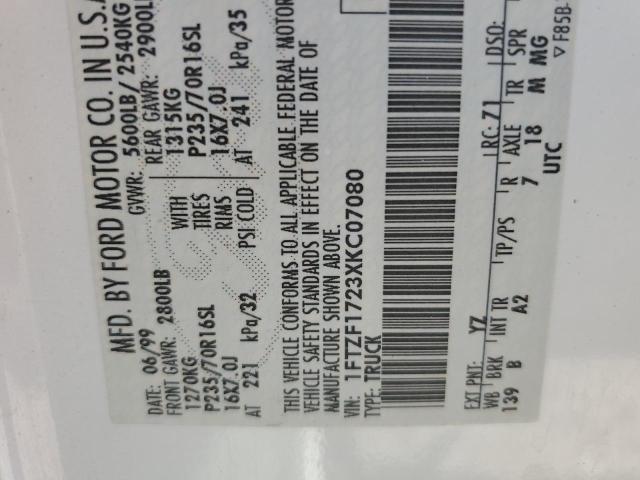 MFD. BY FORD MOTOR CO. IN U.S.A
DATE: 06/99 GVWR: 5600LB/ 2540KG
FRONT GAWR: 2800LB REAR GAWR: 2900LB
1270KG WITH 1315KG
P235/70R16SL TIRES P235/70R16SL
16X7.0J RIMS 16X7.0J
AT 221 kPa/32 PSI COLD AT 241 kPa/35
THIS VEHICLE CONFORMS TO ALL APPLICABLE FEDERAL MOTOR
VEHICLE SAFETY STANDARDS IN EFFECT ON THE DATE OF
MANUFACTURE SHOWN ABOVE.
VIN: 1FTZF1723XKC07080
TYPE: TRUCK
EXT PNT: YZ RC: 71 DSO:
WB BRK INT TR TP/PS R AXLE TR SPR
139 B A2 7 18 M MG
UTC
▽ F85B-